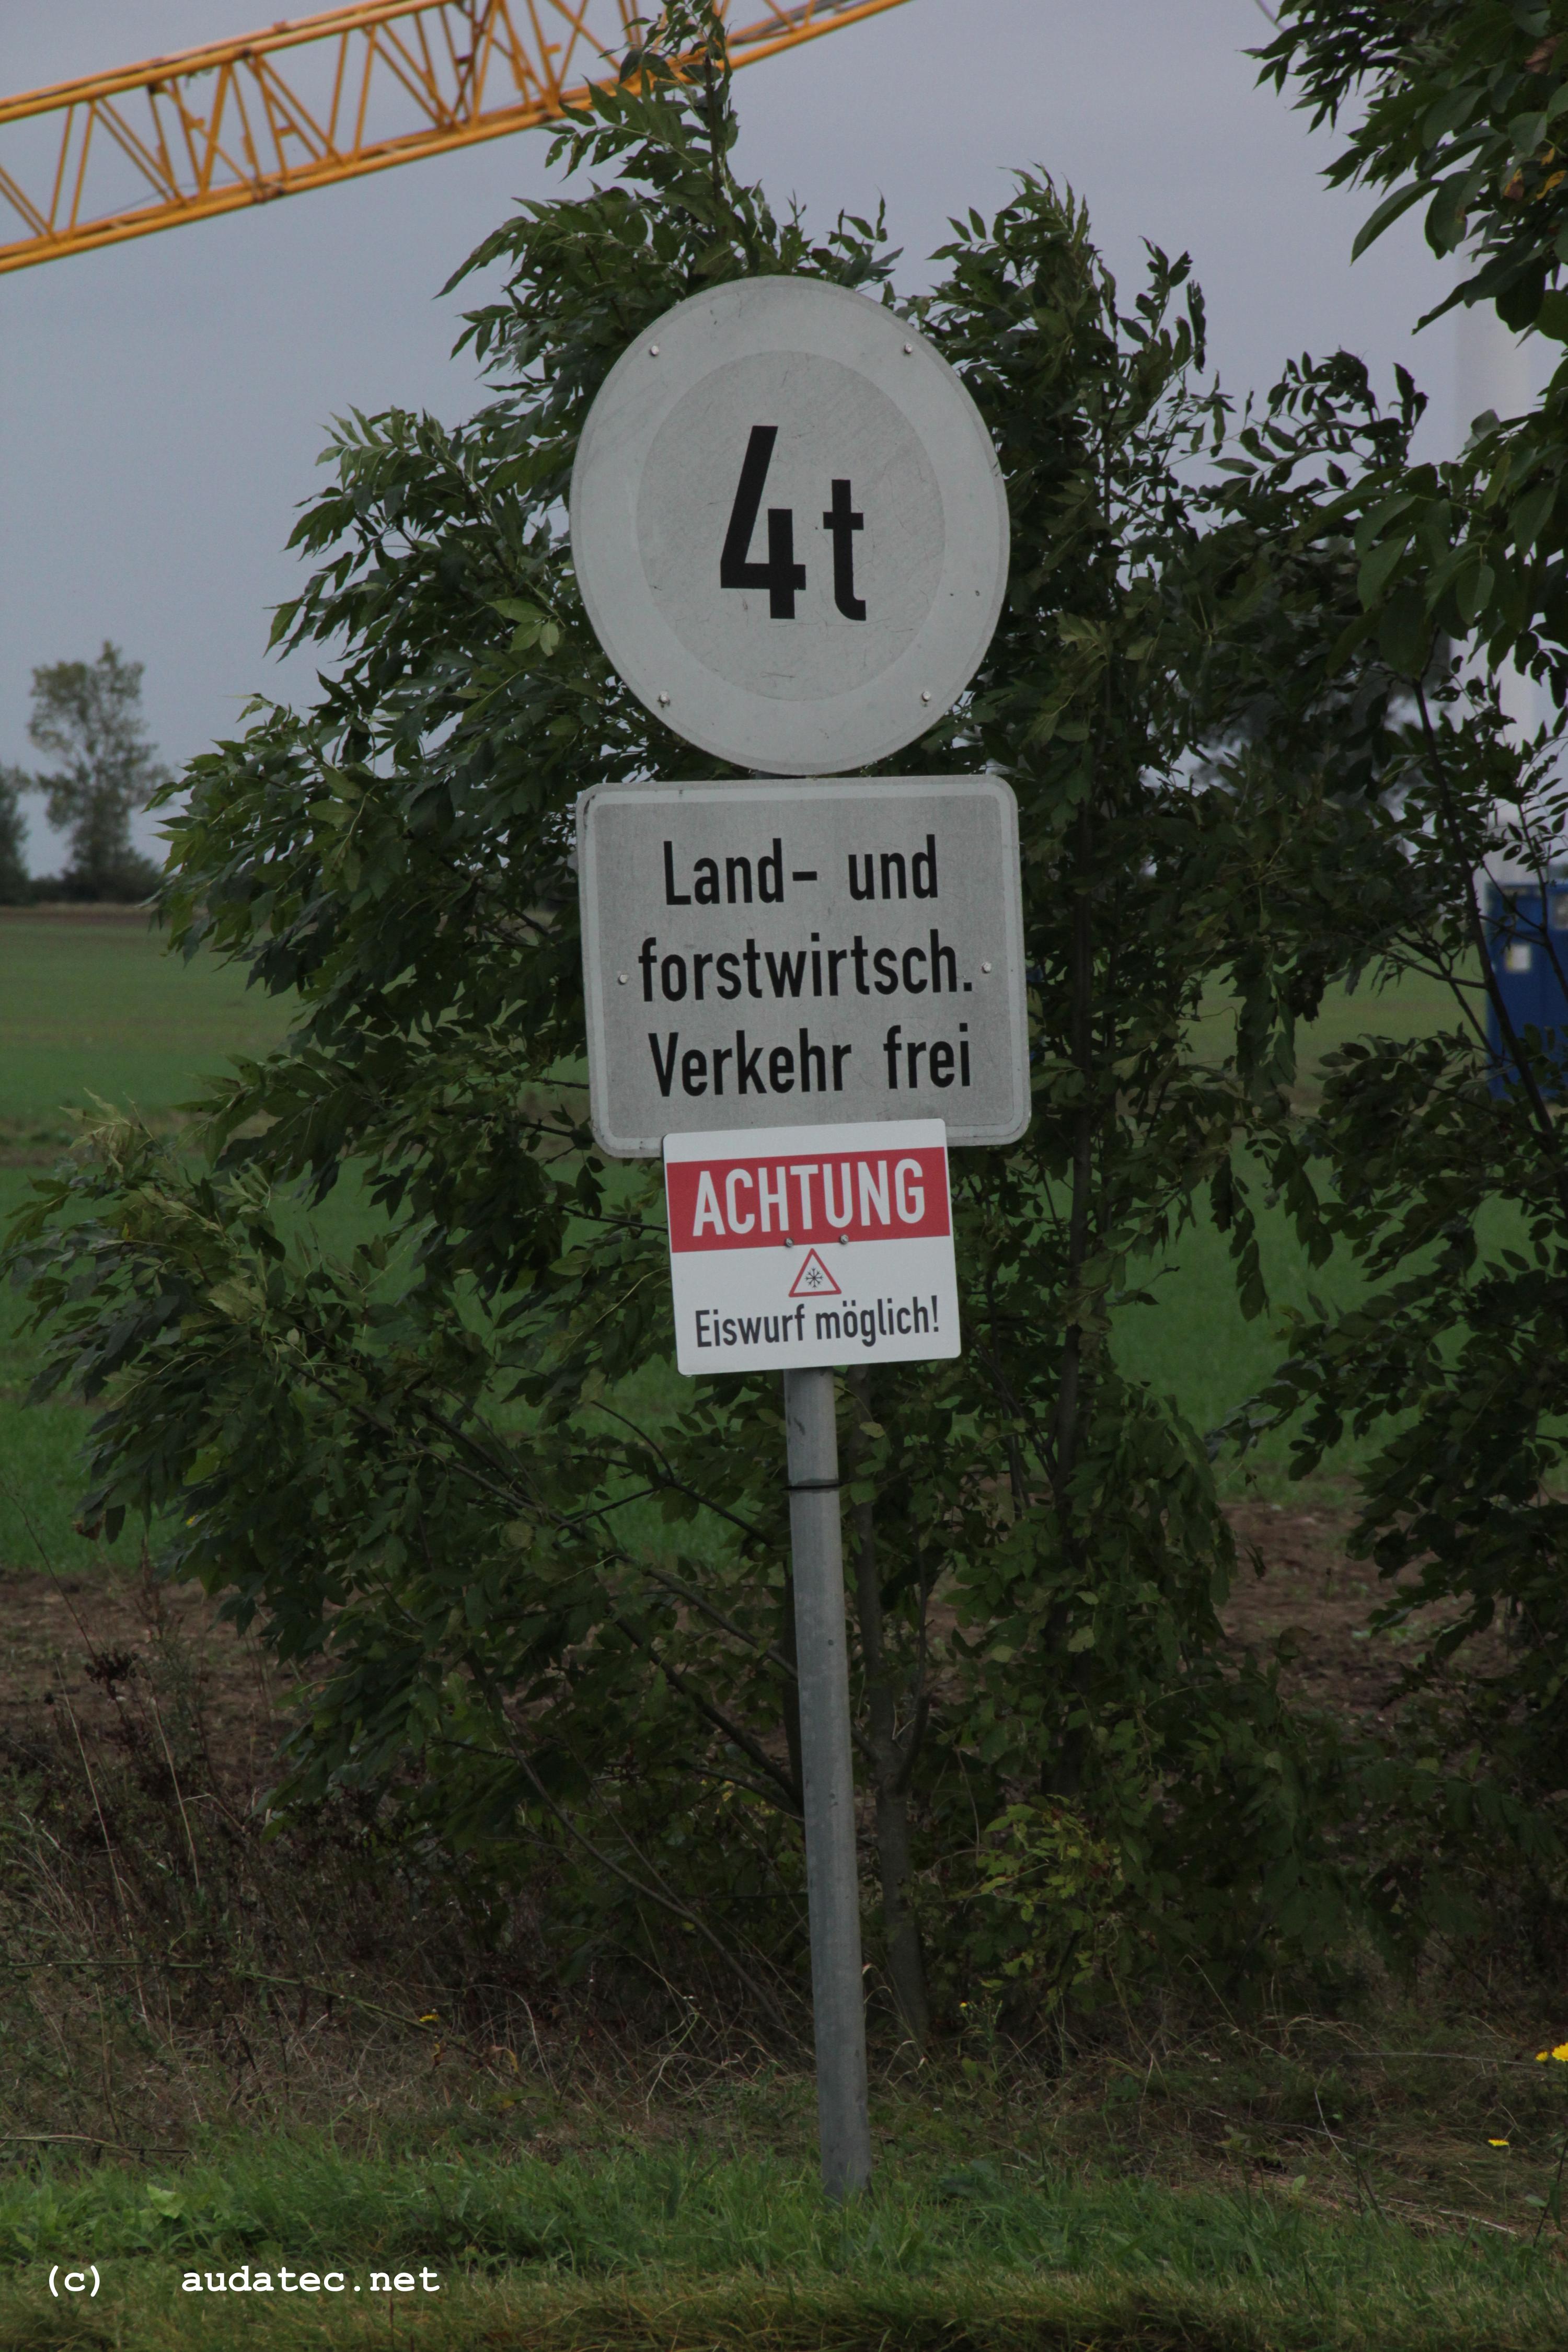 4t
Land- und
forstwirtsch.
Verkehr frei
ACHTUNG
Eiswurf möglich!
(c) audatec.net